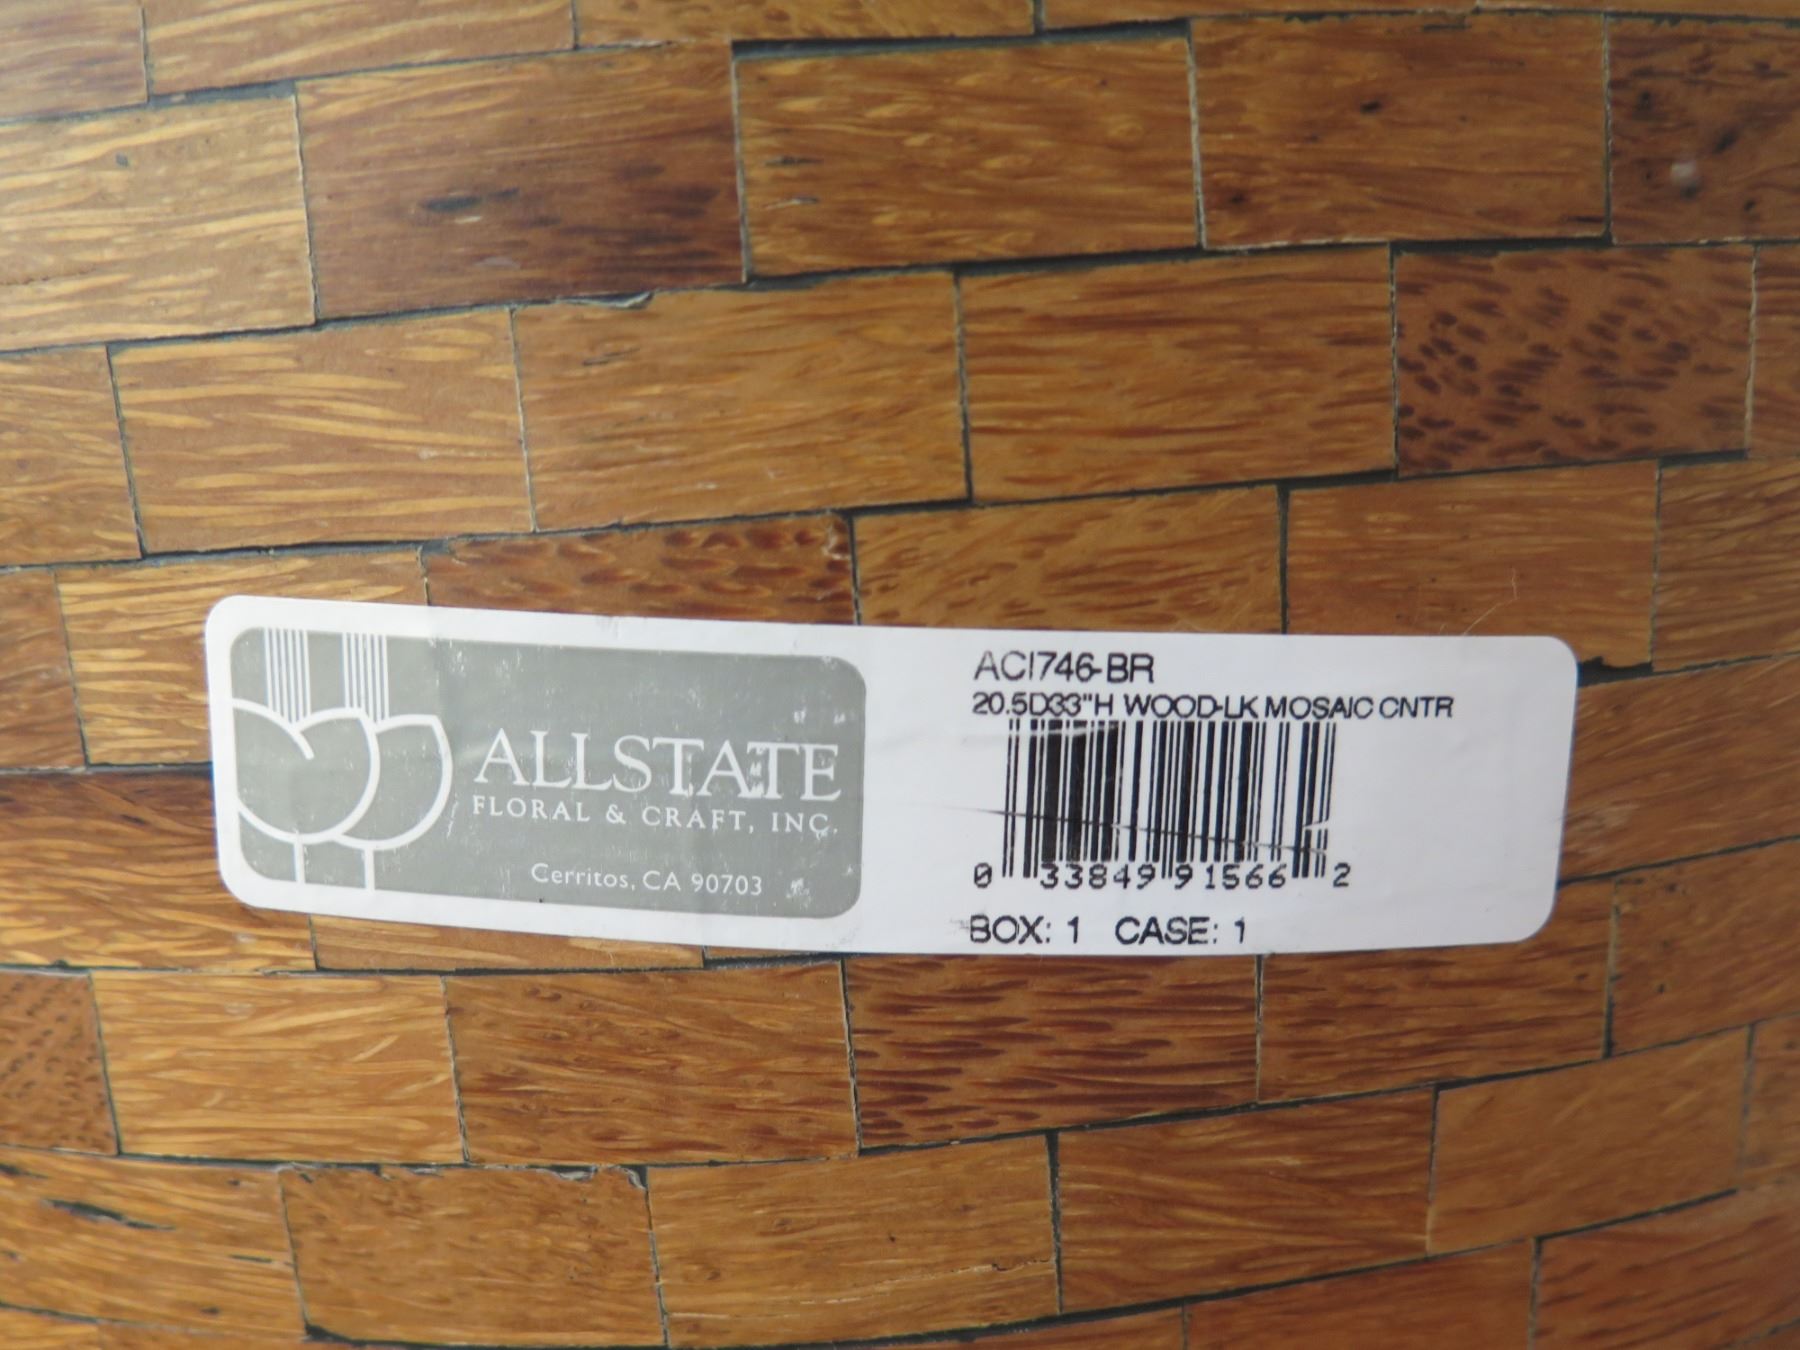 ALLSTATE
FLORAL & CRAFT, INC.
Cerritos, CA 90703
ACI746-BR
20.5D33"H WOOD-LK MOSAIC CNTR
0 33849 91566 2
BOX: 1 CASE: 1